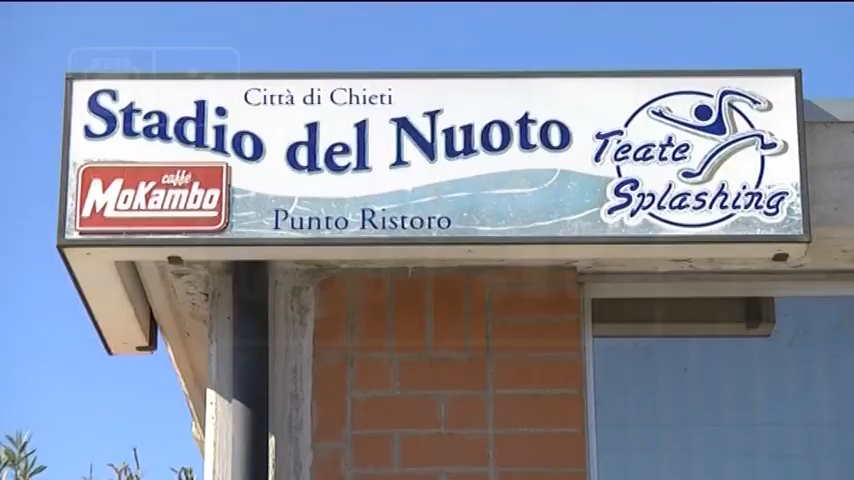 Città di Chieti
Stadio del Nuoto
caffè
MoKambo
Punto Ristoro
Teate
Splashing